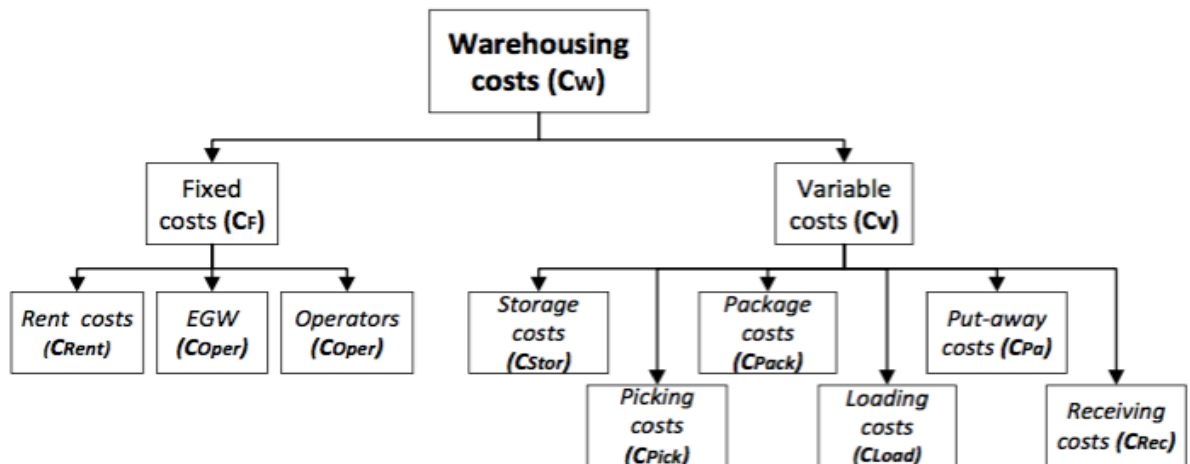 Warehousing
costs (CW)
Fixed
costs (CF)
Variable
costs (CV)
Rent costs
(CRent)
EGW
(COper)
Operators
(COper)
Storage
costs
(CStor)
Package
costs
(CPack)
Put-away
costs (CPa)
Picking
costs
(CPick)
Loading
costs
(CLoad)
Receiving
costs (CRec)